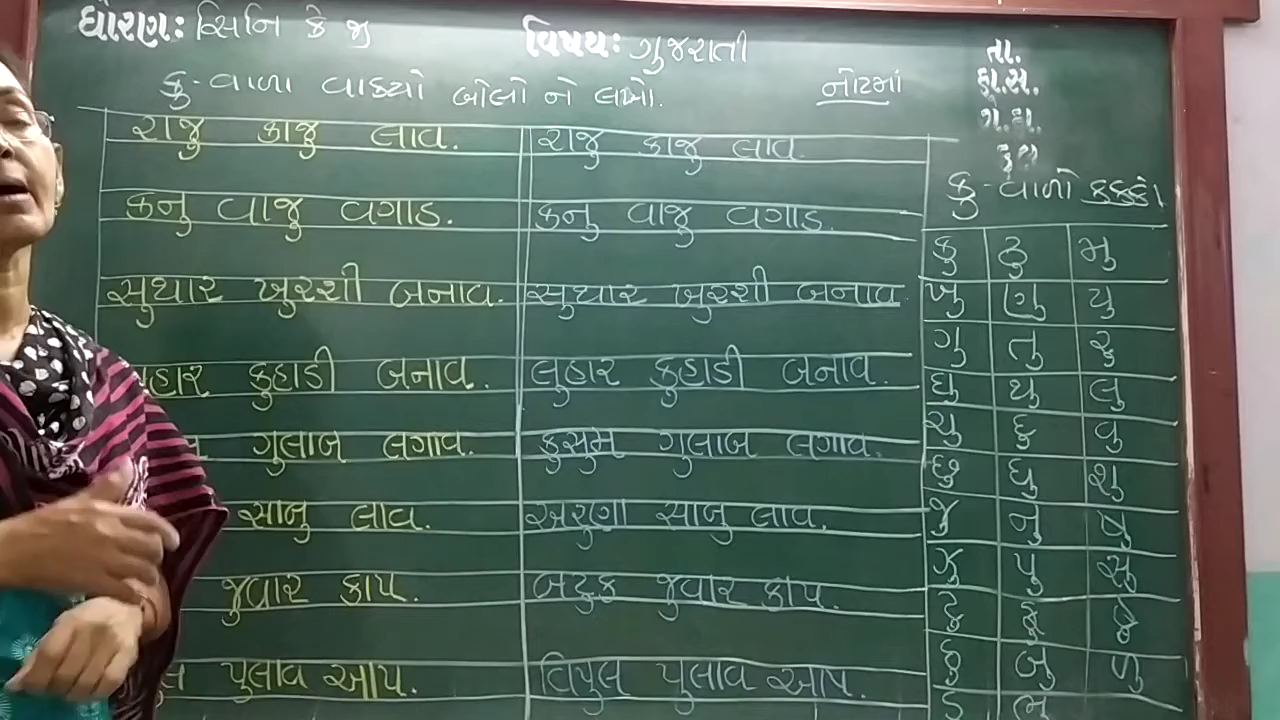 ધોરણ: સિનિ કે જી
વિષય: ગુજરાતી
તા.
હા.સ.
ગે.હા.
કુ-વાળા વાક્યો બોલો ને લખો.
નોટમાં
રાજુ કાજુ લાવ. રાજુ કાજુ લાવ.
કનુ વાજુ વગાડ. કનુ વાજુ વગાડ.
સુથાર ખુરશી બનાવ. સુથાર ખુરશી બનાવ
કુહાડી બનાવ. લુહાર કુહાડી બનાવ.
ગુલાબ લગાવ. કુસુમ ગુલાબ લગાવ.
સાબુ લાવ. અરુણા સાબુ લાવ.
જુવાર કાપ. બટુક જુવાર કાપ.
પુલાવ આપ. વિપુલ પુલાવ આપ.
કુ-વાળો કક્કો
કુ ઢુ મુ
ખુ ણુ યુ
ગુ તુ રુ
ઘુ થુ લુ
ચુ દુ વુ
છુ ધુ શુ
જુ નુ ષુ
ઝુ પુ સુ
ટુ ફુ હુ
ઠુ બુ ળુ